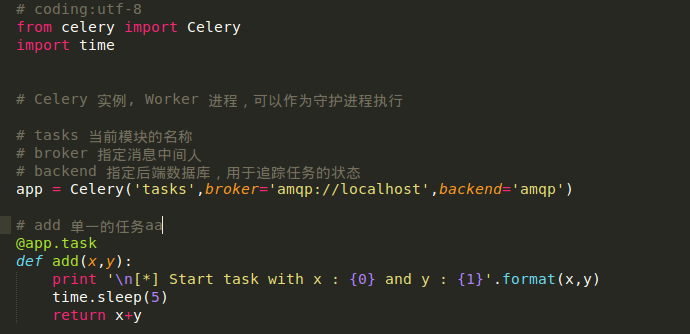 # coding:utf-8
from celery import Celery
import time
# Celery 实例, Worker 进程，可以作为守护进程执行
# tasks 当前模块的名称
# broker 指定消息中间人
# backend 指定后端数据库，用于追踪任务的状态
app = Celery('tasks',broker='amqp://localhost',backend='amqp')
# add 单一的任务aa
@app.task
def add(x,y):
    print '\n[*] Start task with x : {0} and y : {1}'.format(x,y)
    time.sleep(5)
    return x+y